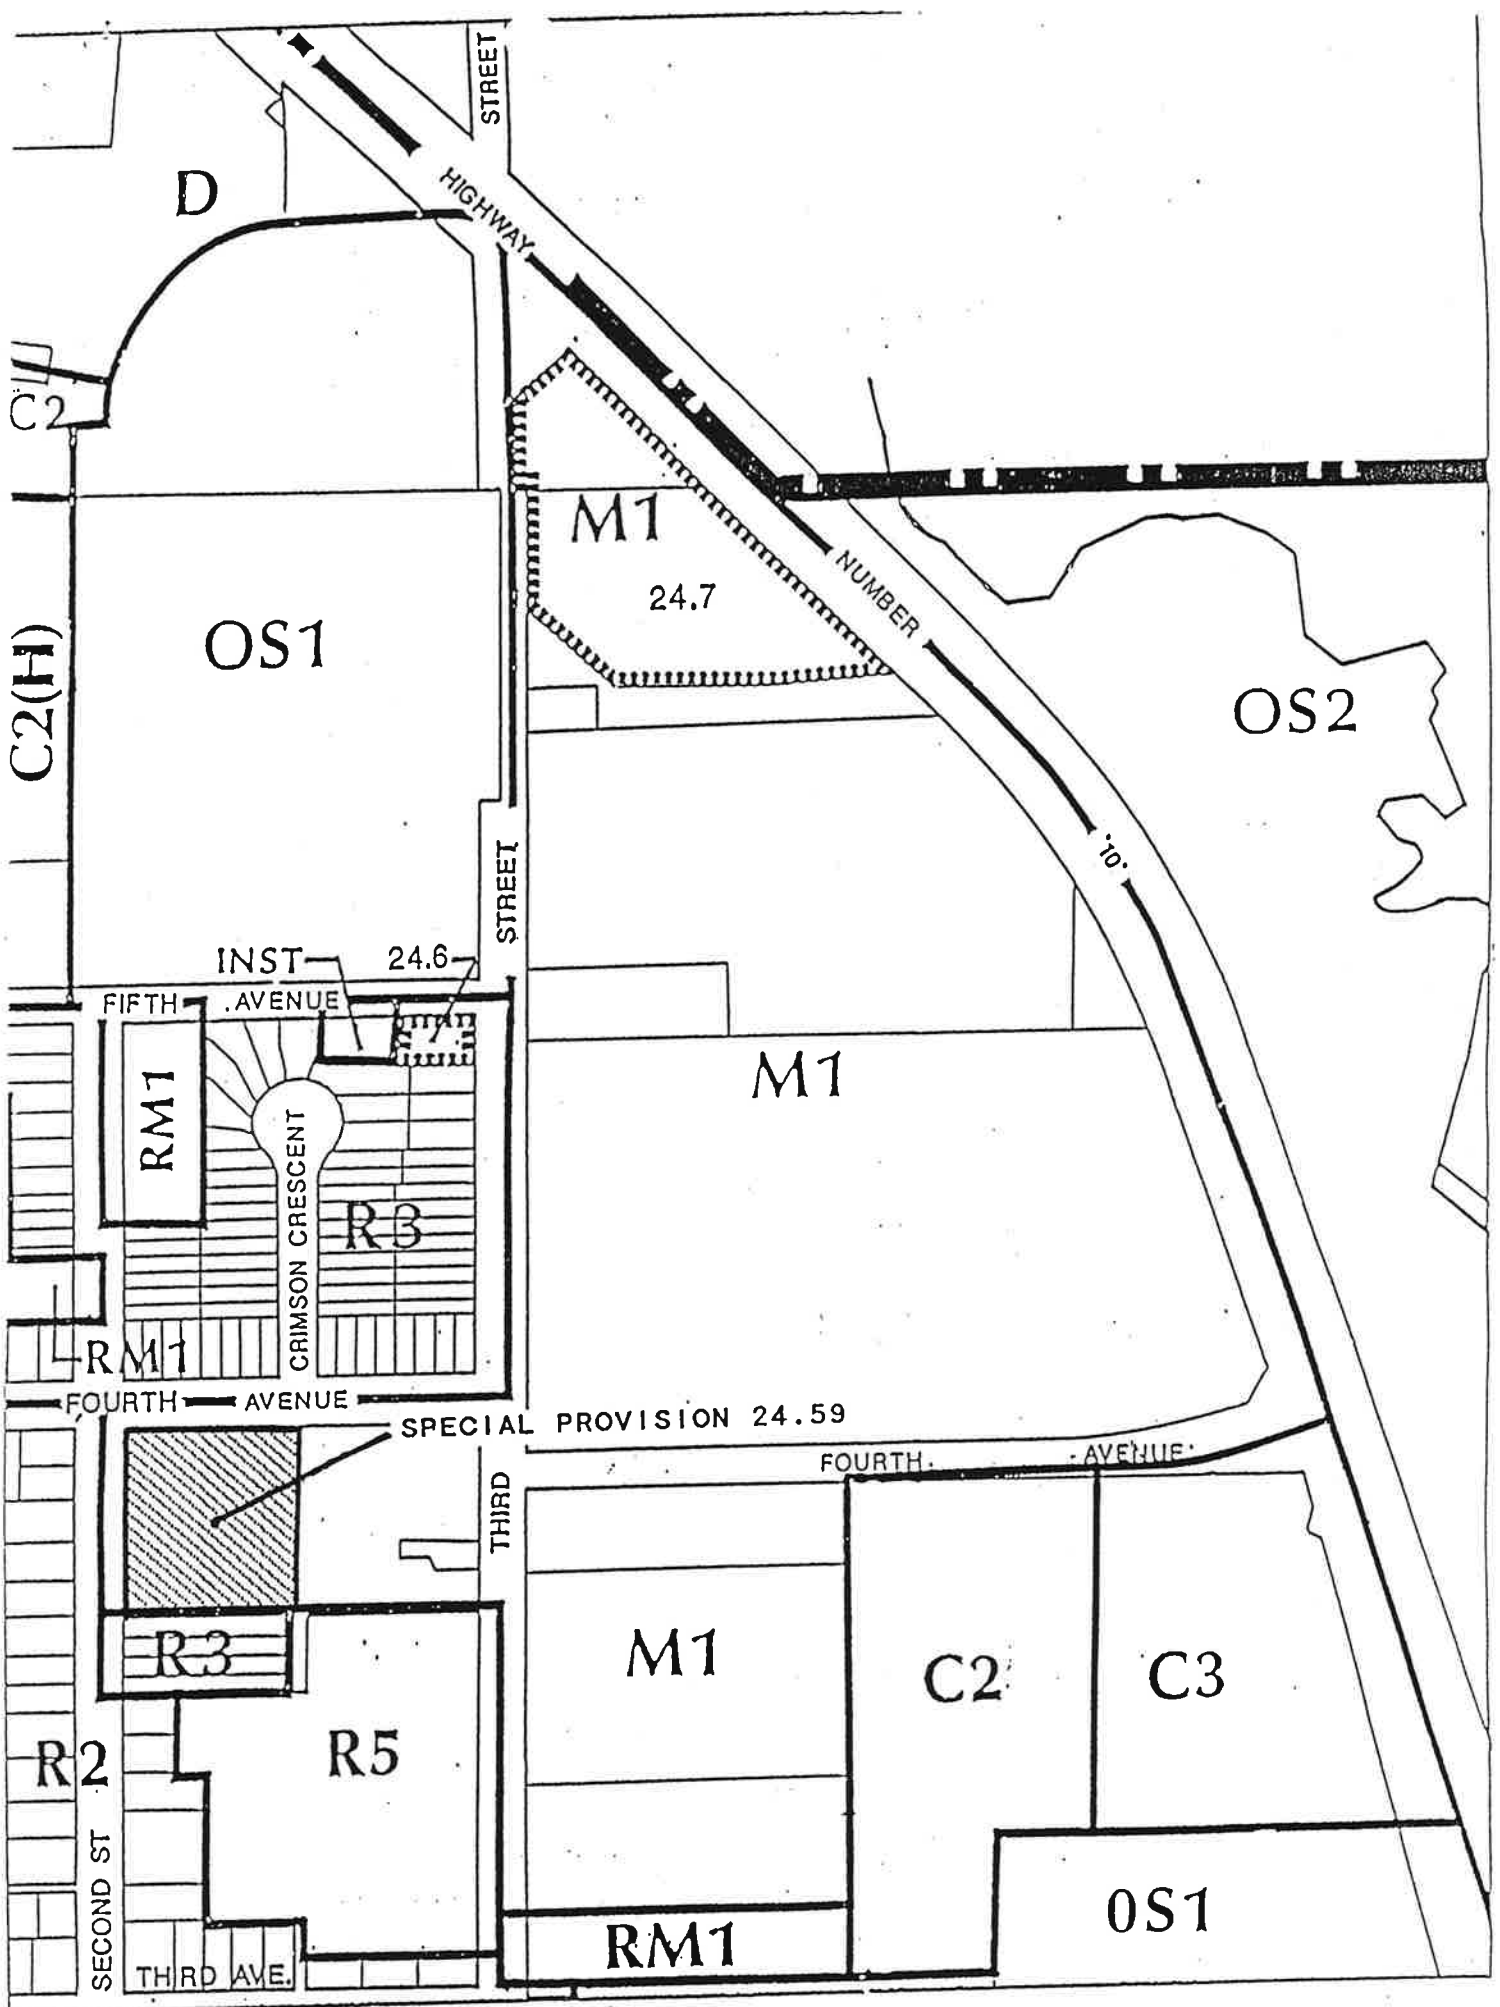 STREET
D
HIGHWAY
C2
M1
24.7
NUMBER
OS1
C2(H)
OS2
"10"
STREET
INST
24.6
FIFTH AVENUE
RM1
M1
CRIMSON CRESCENT
R3
RM1
FOURTH AVENUE
SPECIAL PROVISION 24.59
FOURTH AVENUE
THIRD
R3
M1
C2
C3
R5
R2
SECOND ST
0S1
RM1
THIRD AVE.